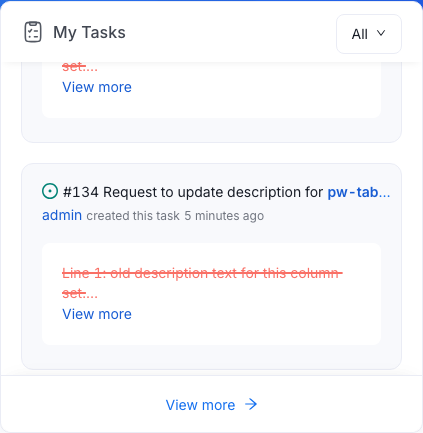 My Tasks
All
set....
View more
#134 Request to update description for pw-tab...
admin created this task 5 minutes ago
Line 1: old description text for this column
set....
View more
View more